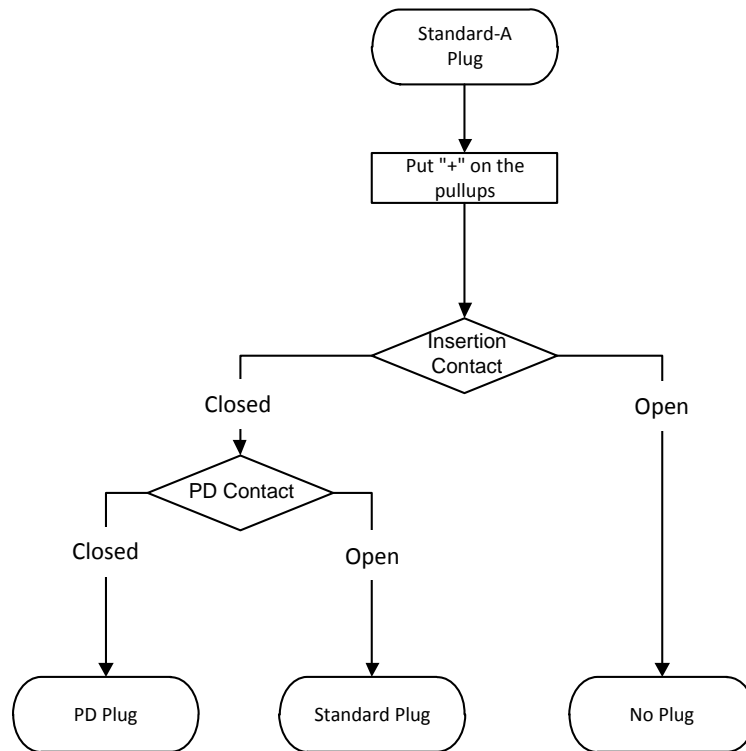 Standard-A
Plug
Put "+" on the
pullups
Insertion
Contact
Closed
Open
PD Contact
Closed
Open
PD Plug
Standard Plug
No Plug